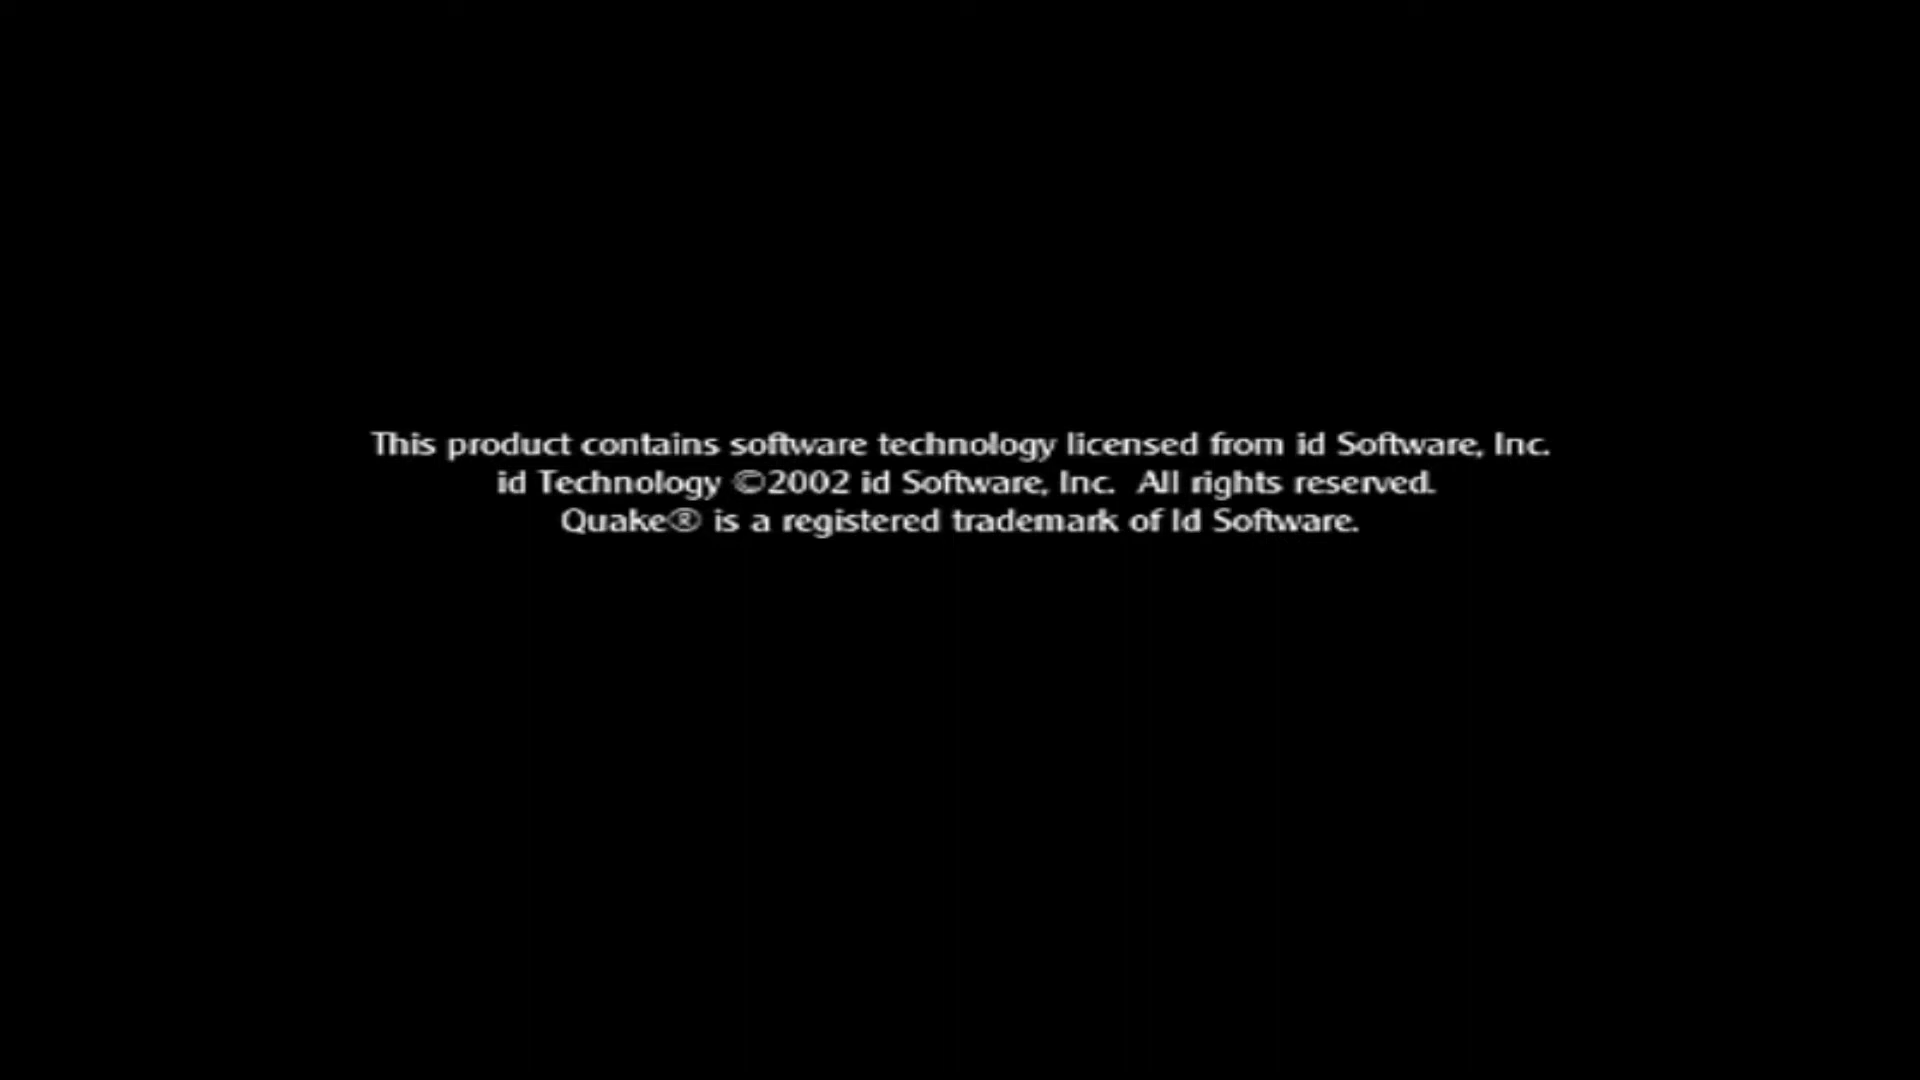 This product contains software technology licensed from id Software, Inc.
id Technology ©2002 id Software, Inc.  All rights reserved.
Quake® is a registered trademark of Id Software.